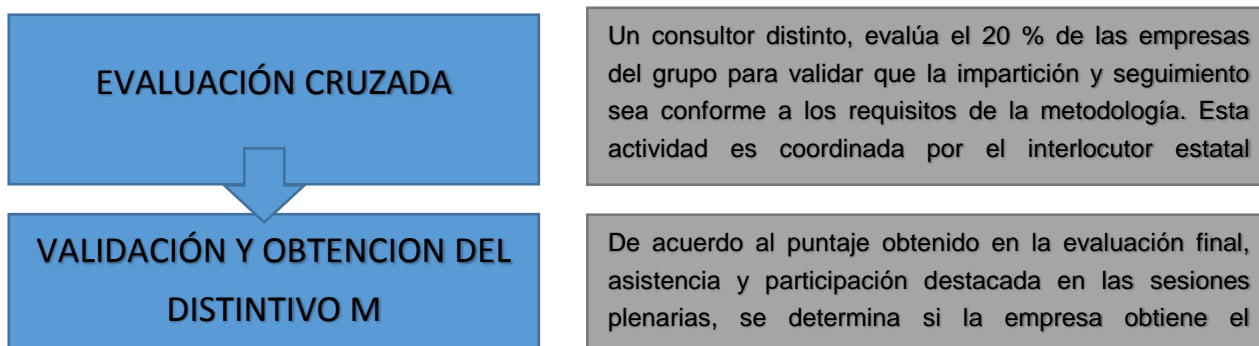 EVALUACIÓN CRUZADA
Un consultor distinto, evalúa el 20 % de las empresas
del grupo para validar que la impartición y seguimiento
sea conforme a los requisitos de la metodología. Esta
actividad es coordinada por el interlocutor estatal
VALIDACIÓN Y OBTENCION DEL
DISTINTIVO M
De acuerdo al puntaje obtenido en la evaluación final,
asistencia y participación destacada en las sesiones
plenarias, se determina si la empresa obtiene el